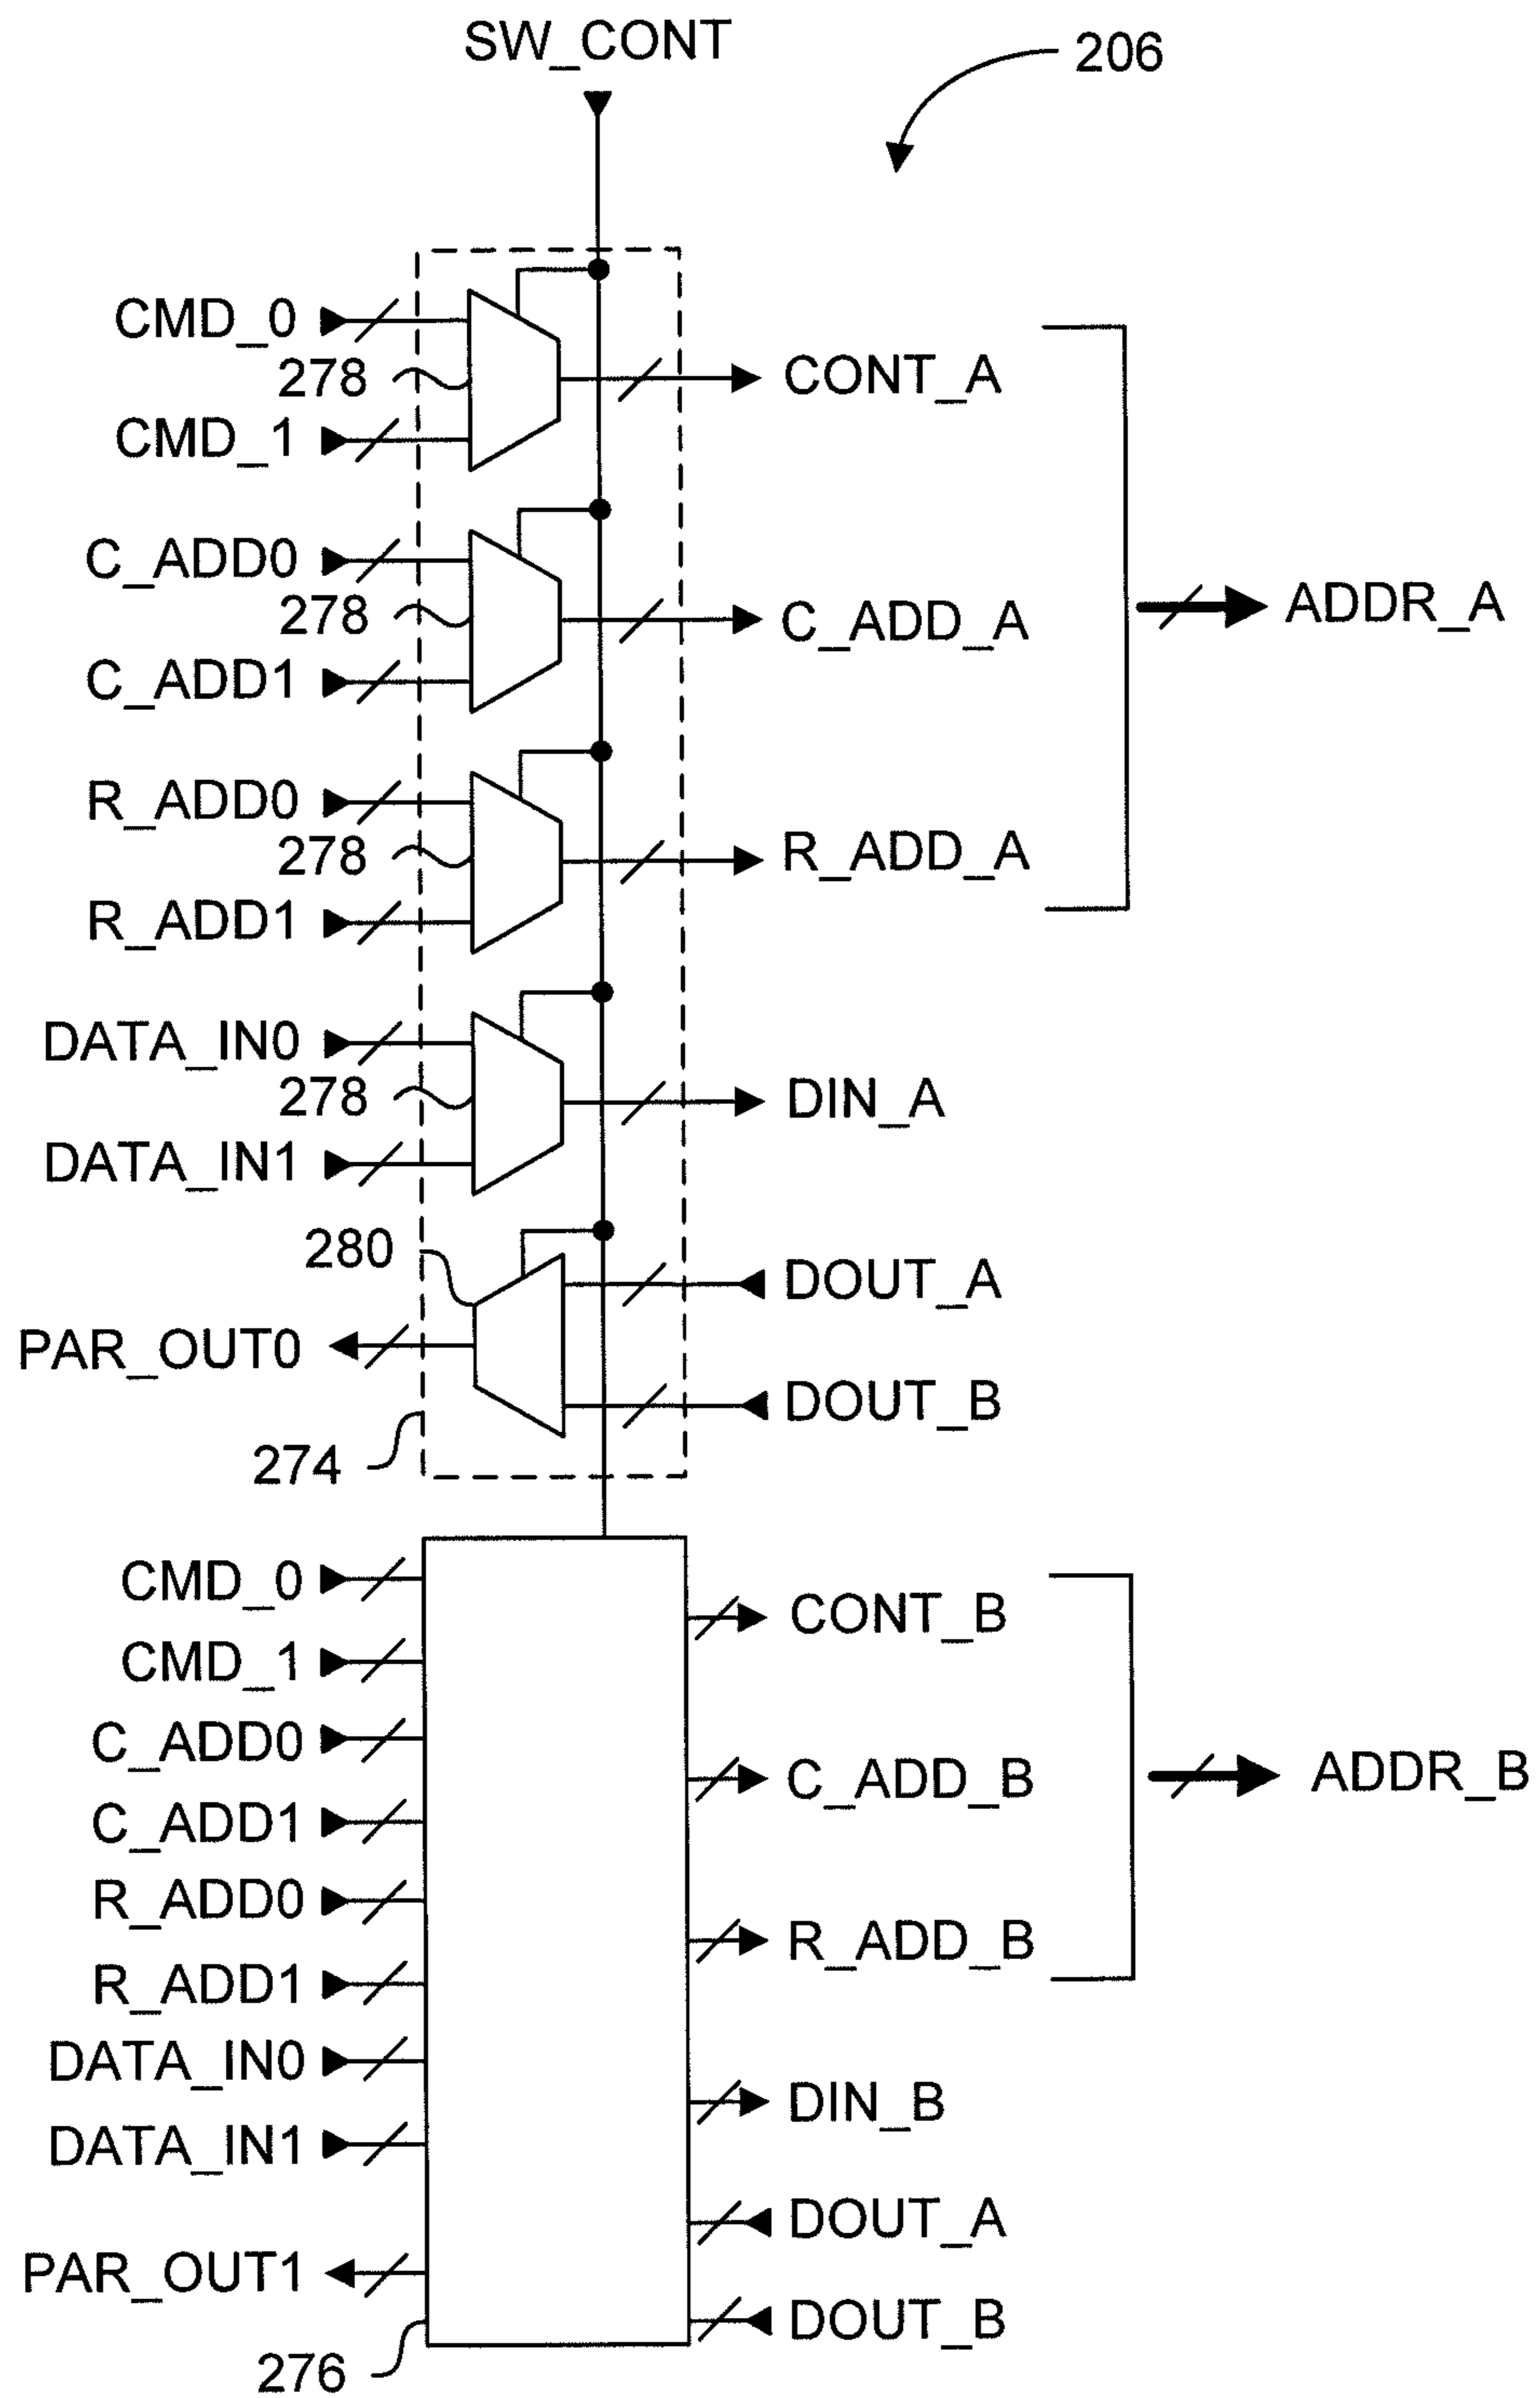 SW_CONT
206
CMD_0
278
CONT_A
CMD_1
C_ADD0
278
C_ADD_A
ADDR_A
C_ADD1
R_ADD0
278
R_ADD_A
R_ADD1
DATA_IN0
278
DIN_A
DATA_IN1
280
DOUT_A
PAR_OUT0
DOUT_B
274
CMD_0
CONT_B
CMD_1
C_ADD0
C_ADD_B
ADDR_B
C_ADD1
R_ADD0
R_ADD_B
R_ADD1
DATA_IN0
DIN_B
DATA_IN1
DOUT_A
PAR_OUT1
DOUT_B
276